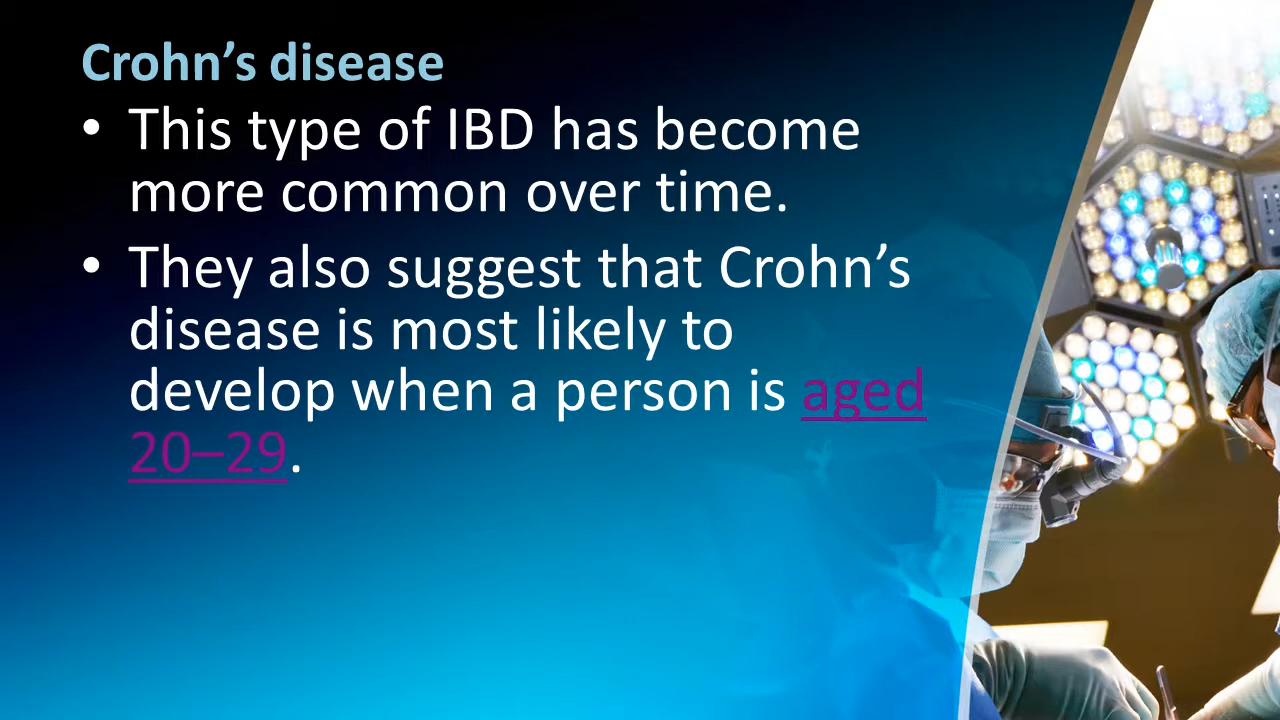 Crohn’s disease
• This type of IBD has become
more common over time.
• They also suggest that Crohn’s
disease is most likely to
develop when a person is aged
20–29.